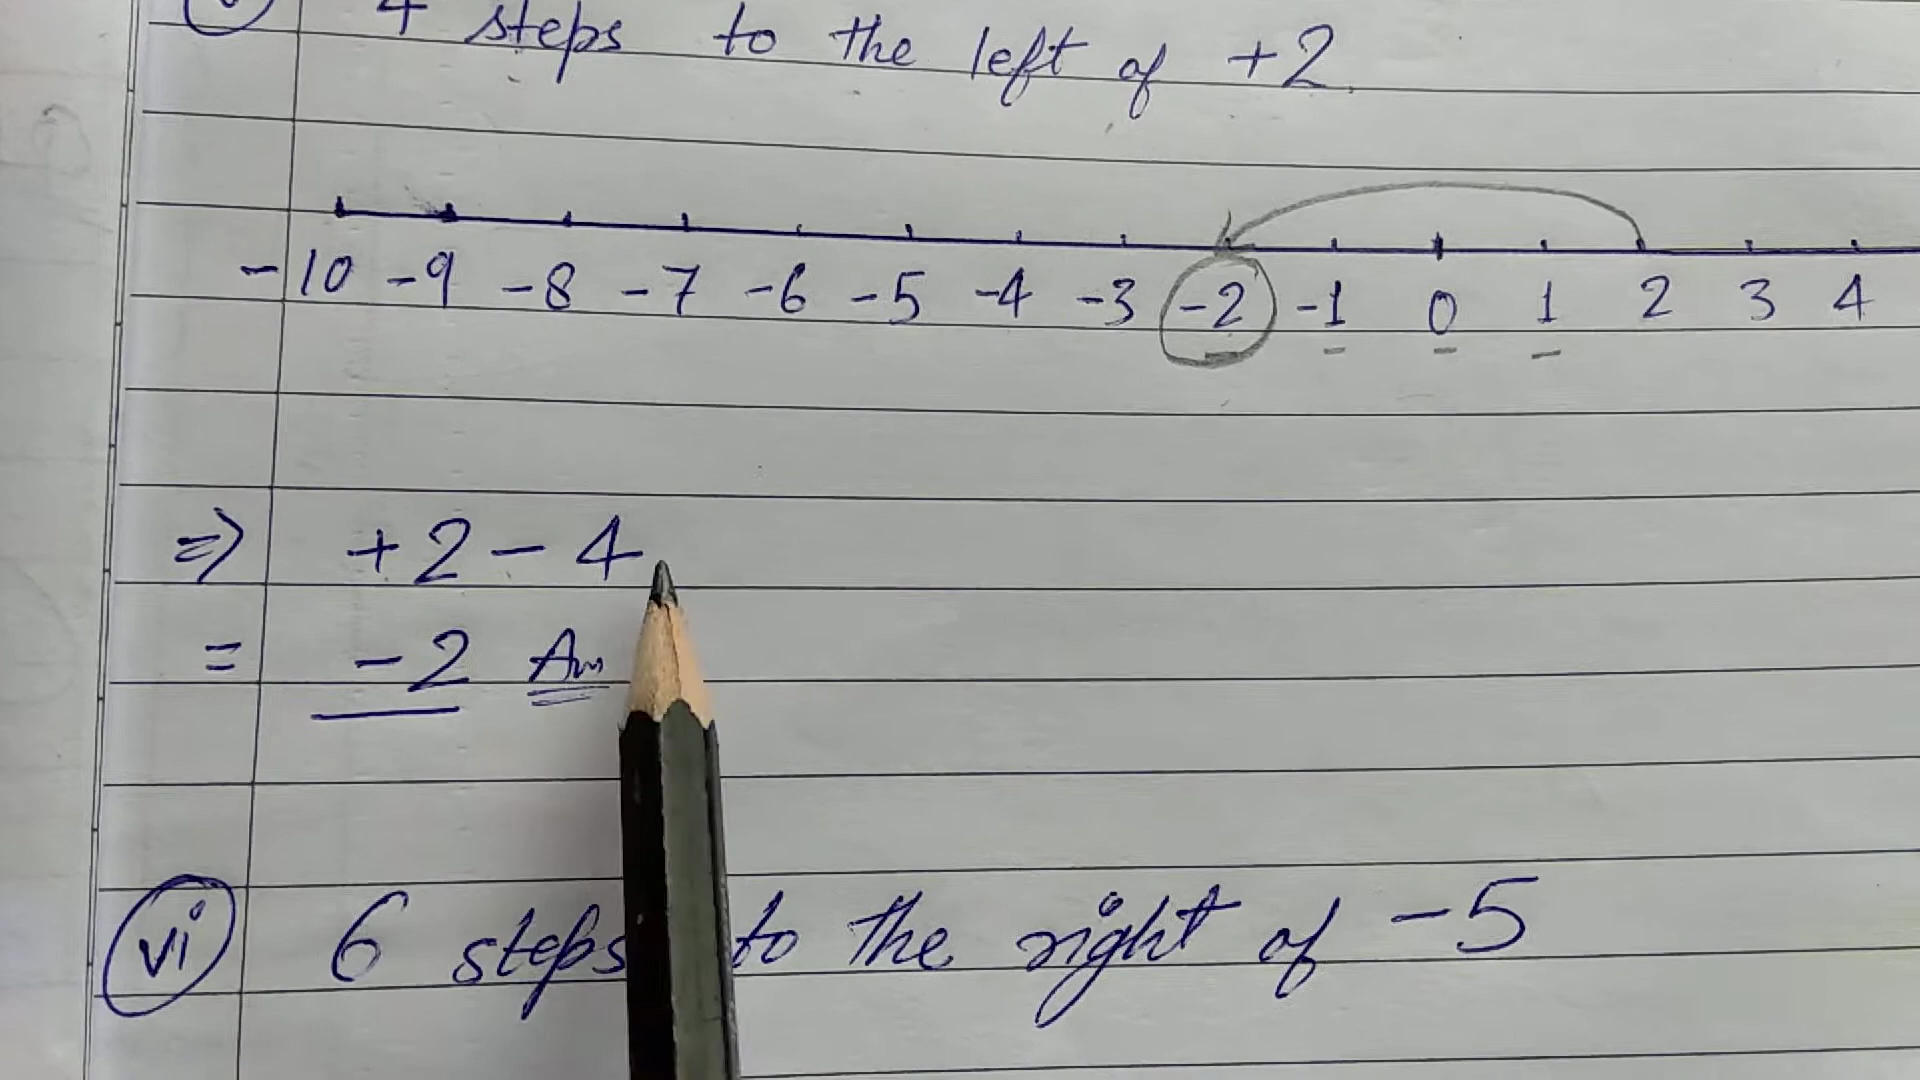 4 steps to the left of +2
-10 -9 -8 -7 -6 -5 -4 -3 -2 -1 0 1 2 3 4
⇒ +2 - 4
= -2 Ans
vi 6 steps to the right of -5